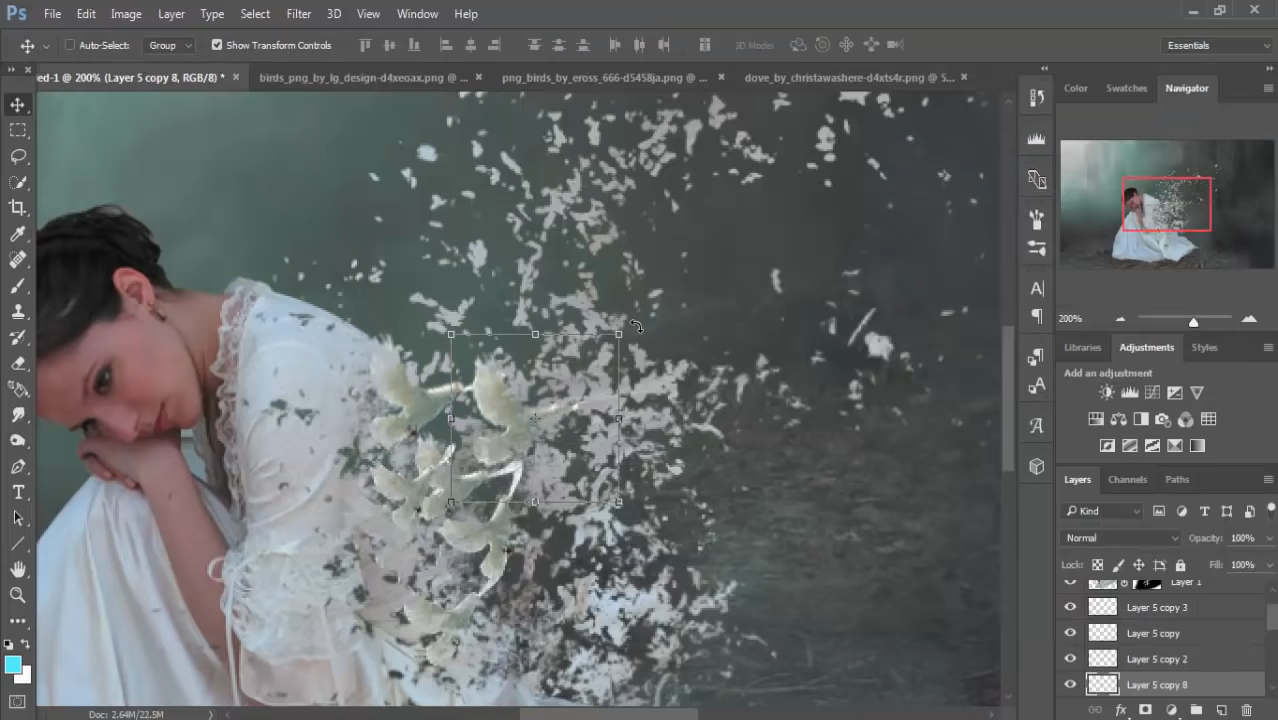 Ps File Edit Image Layer Type Select Filter 3D View Window Help
Auto-Select: Group Show Transform Controls 3D Mode: Essentials
ied-1 @ 200% (Layer 5 copy 8, RGB/8) * birds_png_by_lg_design-d4xeoax.png @ ... png_birds_by_eross_666-d5458ja.png @ ... dove_by_christawashere-d4xts4r.png @ 5...
Color Swatches Navigator
200%
Libraries Adjustments Styles
Add an adjustment
Layers Channels Paths
Kind
Normal Opacity: 100%
Lock: Fill: 100%
Layer 1
Layer 5 copy 3
Layer 5 copy
Layer 5 copy 2
Layer 5 copy 8
Doc: 2.64M/22.5M